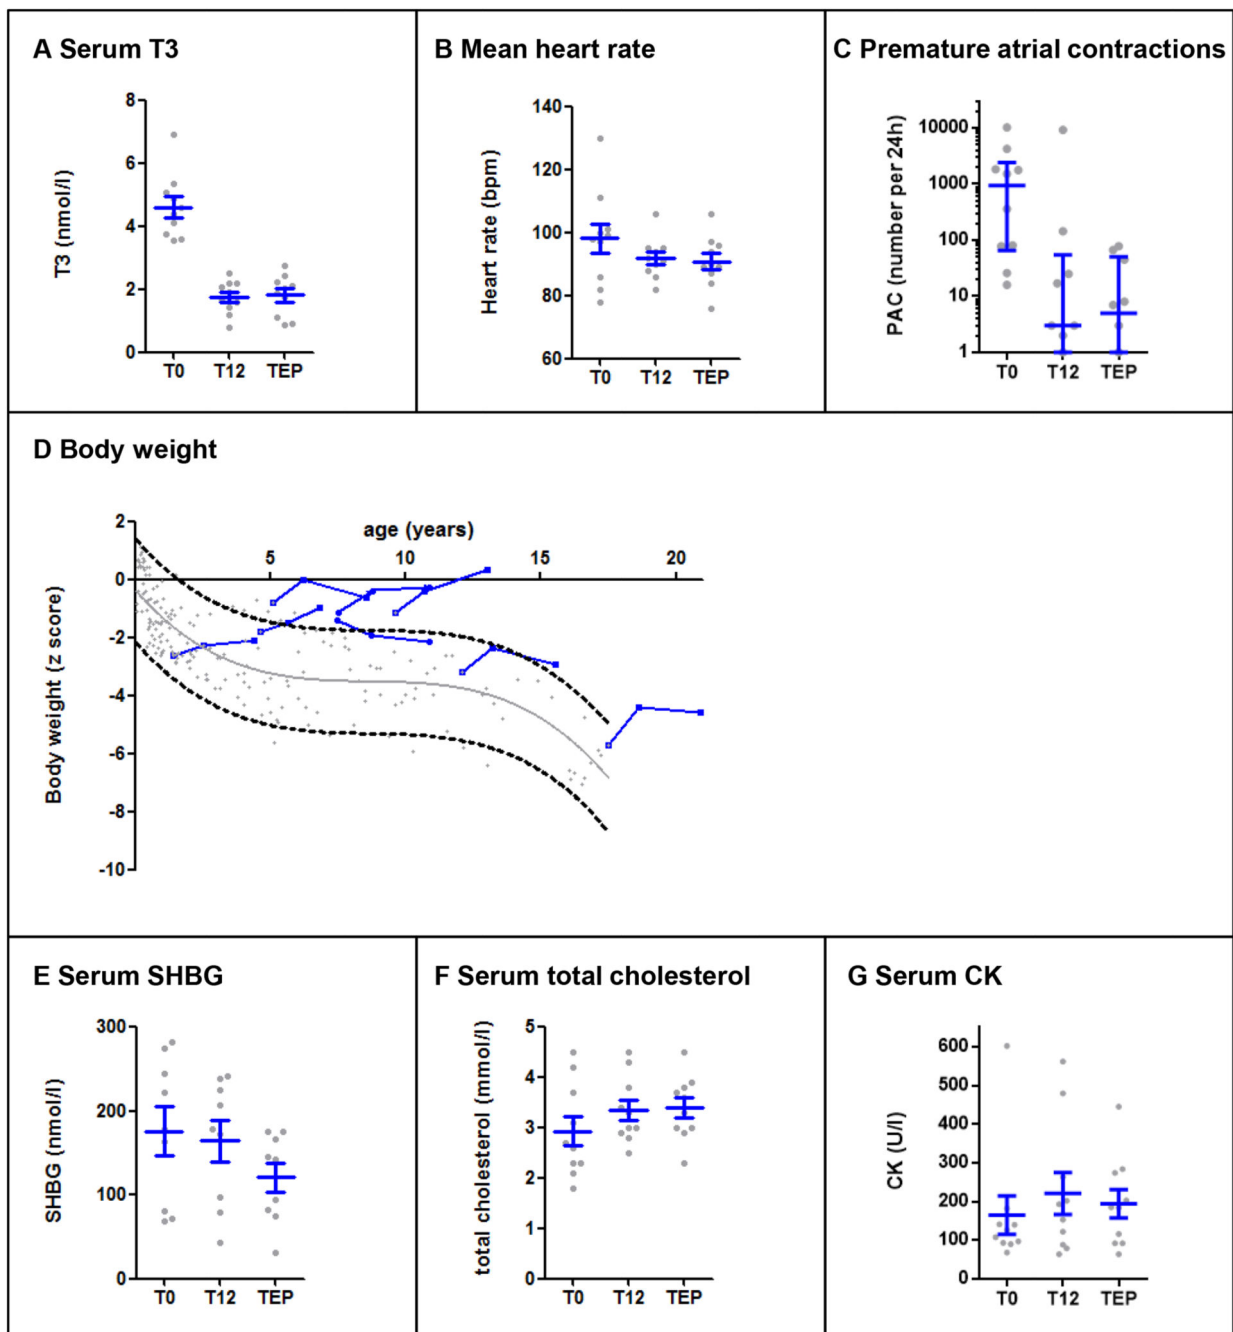 A Serum T3
B Mean heart rate
C Premature atrial contractions
T3 (nmol/l)
8
6
4
2
0
T0 T12 TEP
Heart rate (bpm)
140
120
100
80
60
T0 T12 TEP
PAC (number per 24h)
10000
1000
100
10
1
T0 T12 TEP
D Body weight
age (years)
5 10 15 20
Body weight (z score)
2
0
-2
-4
-6
-8
-10
E Serum SHBG
F Serum total cholesterol
G Serum CK
SHBG (nmol/l)
300
200
100
0
T0 T12 TEP
total cholesterol (mmol/l)
5
4
3
2
1
0
T0 T12 TEP
CK (U/l)
600
500
400
300
200
100
0
T0 T12 TEP